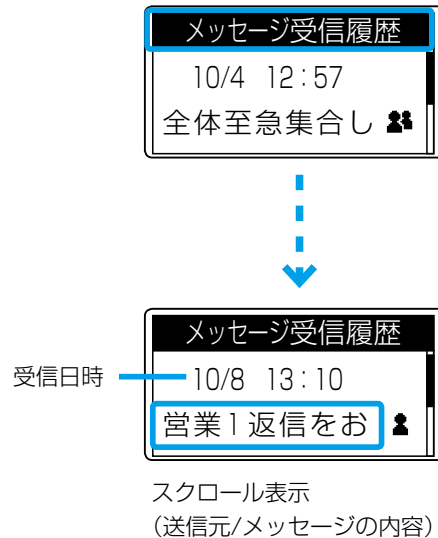 メッセージ受信履歴
10/4 12:57
全体至急集合し
メッセージ受信履歴
受信日時
10/8 13:10
営業1返信をお
スクロール表示
（送信元/メッセージの内容）